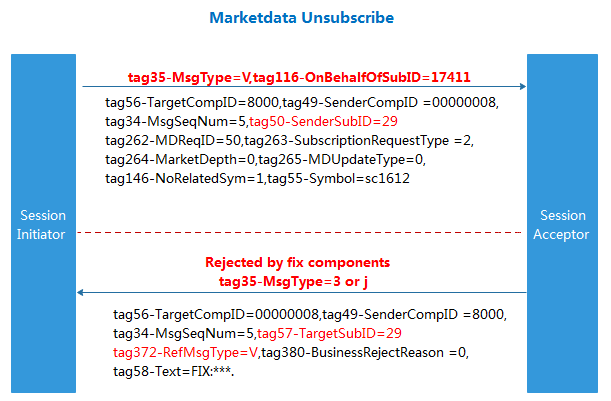 Marketdata Unsubscribe
tag35-MsgType=V,tag116-OnBehalfOfSubID=17411
tag56-TargetCompID=8000,tag49-SenderCompID =00000008,
tag34-MsgSeqNum=5,tag50-SenderSubID=29
tag262-MDReqID=50,tag263-SubscriptionRequestType =2,
tag264-MarketDepth=0,tag265-MDUpdateType=0,
tag146-NoRelatedSym=1,tag55-Symbol=sc1612
Session
Initiator
Session
Acceptor
Rejected by fix components
tag35-MsgType=3 or j
tag56-TargetCompID=00000008,tag49-SenderCompID =8000,
tag34-MsgSeqNum=5,tag57-TargetSubID=29
tag372-RefMsgType=V,tag380-BusinessRejectReason =0,
tag58-Text=FIX:***.